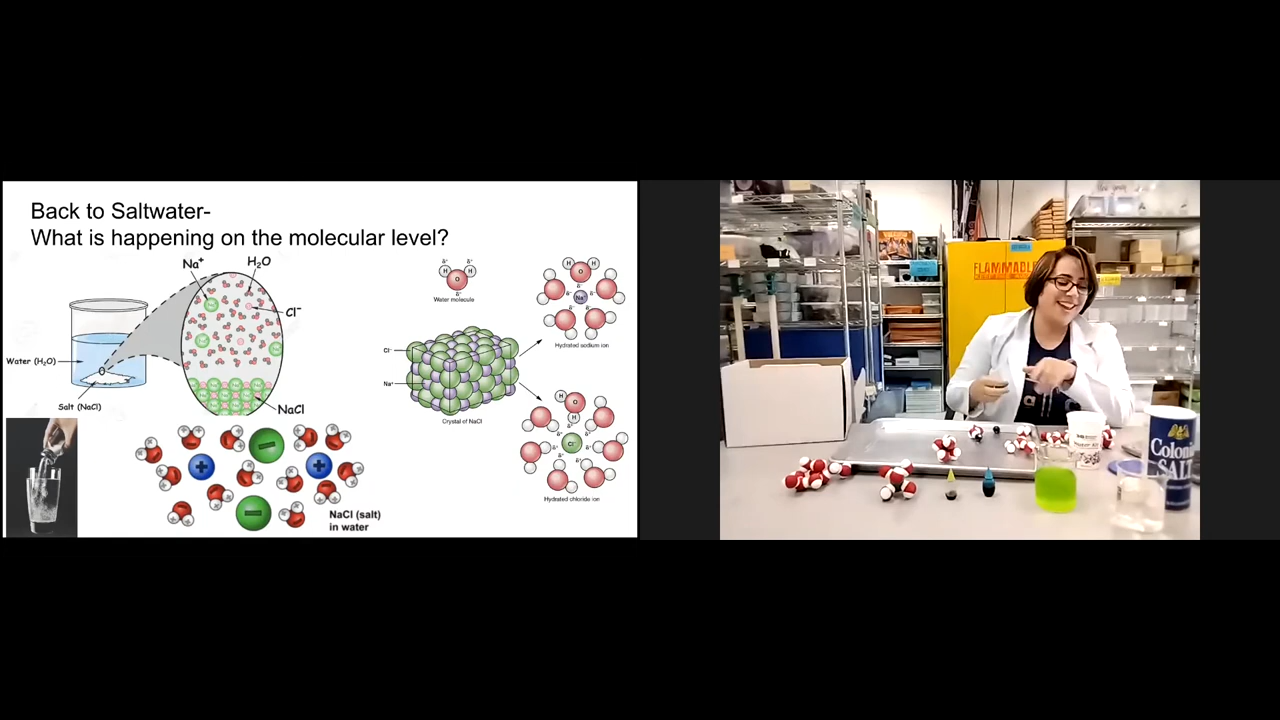 Back to Saltwater-
What is happening on the molecular level?
Na+
H₂O
Cl⁻
Water (H₂O)
Salt (NaCl)
NaCl
NaCl (salt)
in water
δ+ δ+
H H
O
δ-
Water molecule
Cl⁻
Na+
Crystal of NaCl
H H
O
δ-
δ- δ-
Na+
Hydrated sodium ion
O
H H
δ+ δ+
Cl⁻
δ+ δ+
Hydrated chloride ion
FLAMMABLE
Colonial
SALT